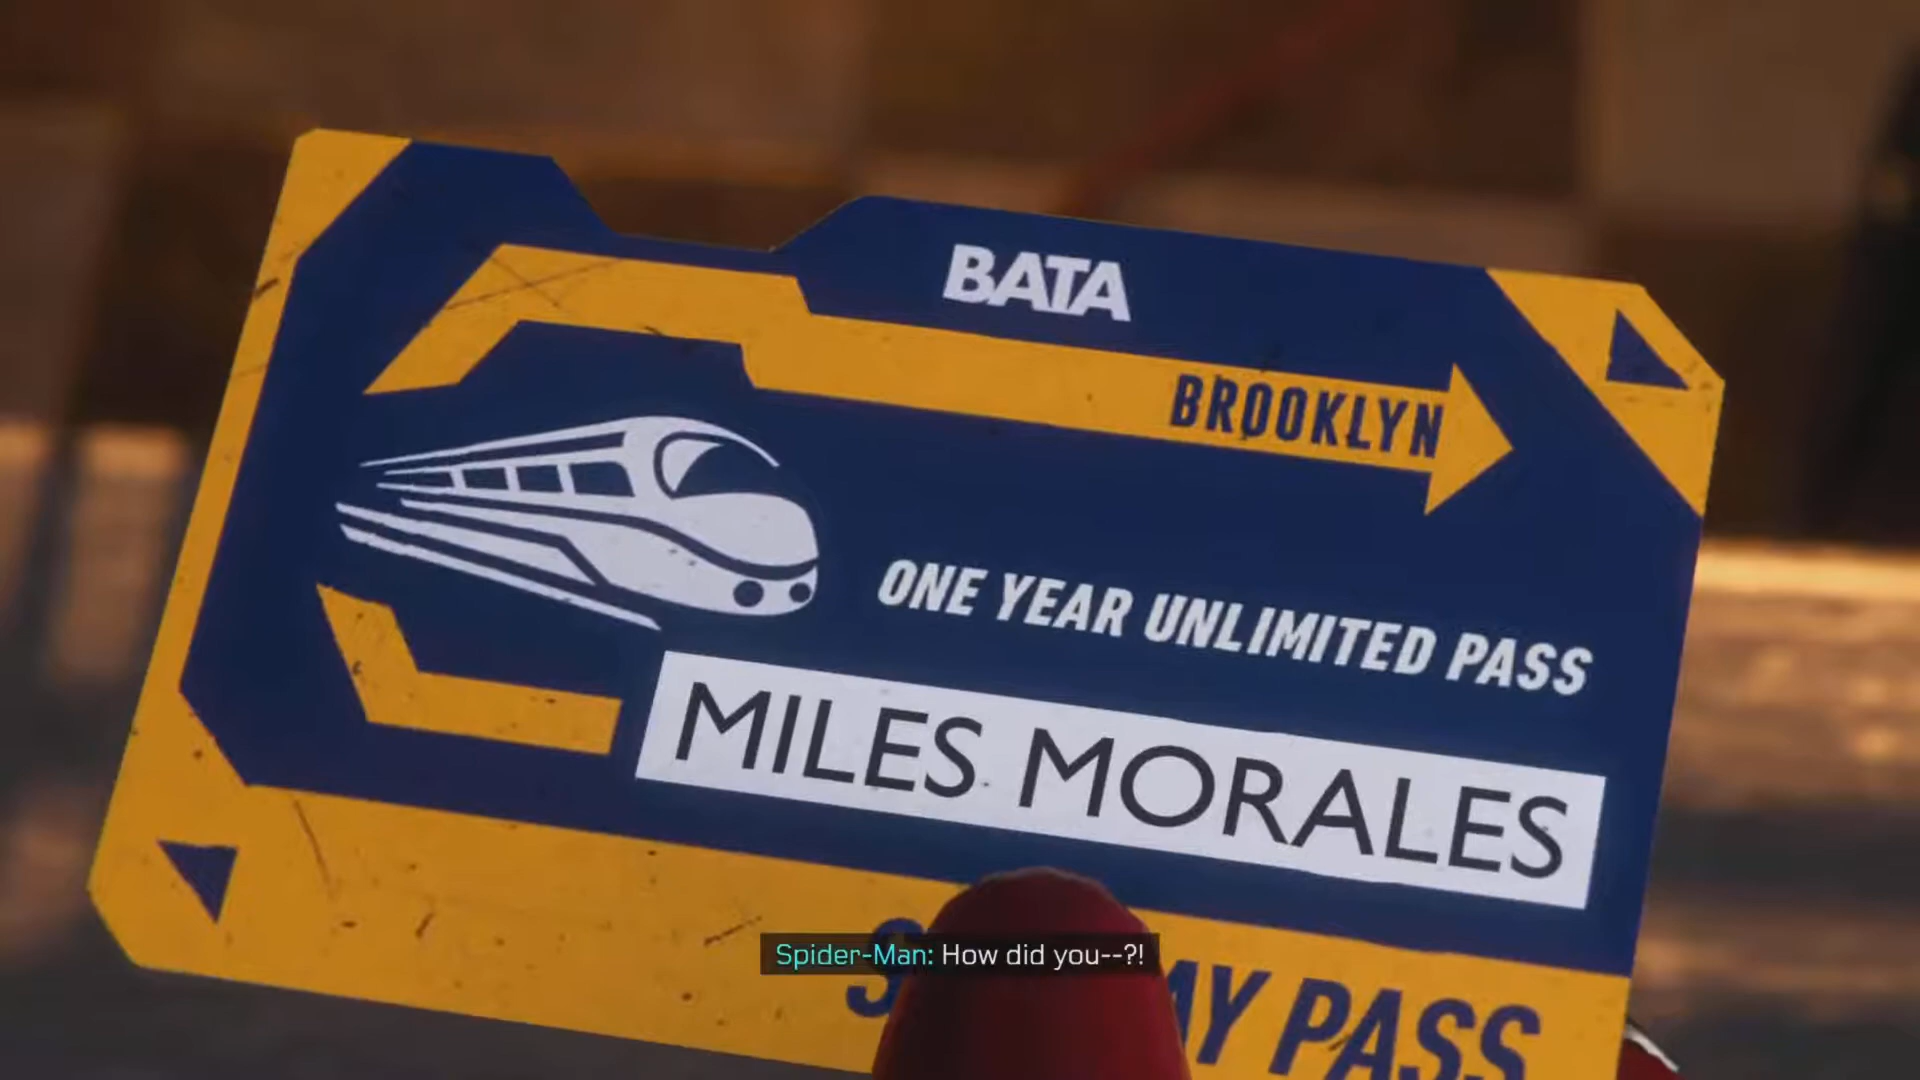 BATA
BROOKLYN
ONE YEAR UNLIMITED PASS
MILES MORALES
Spider-Man: How did you--?!
PASS